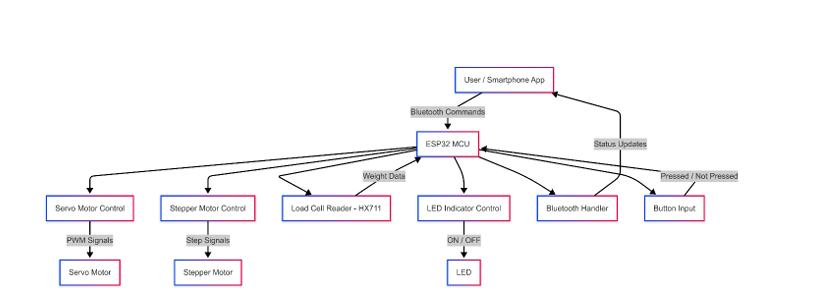 User / Smartphone App
Bluetooth Commands
ESP32 MCU
Status Updates
Weight Data
Pressed / Not Pressed
Servo Motor Control
Stepper Motor Control
Load Cell Reader - HX711
LED Indicator Control
Bluetooth Handler
Button Input
PWM Signals
Step Signals
ON / OFF
Servo Motor
Stepper Motor
LED